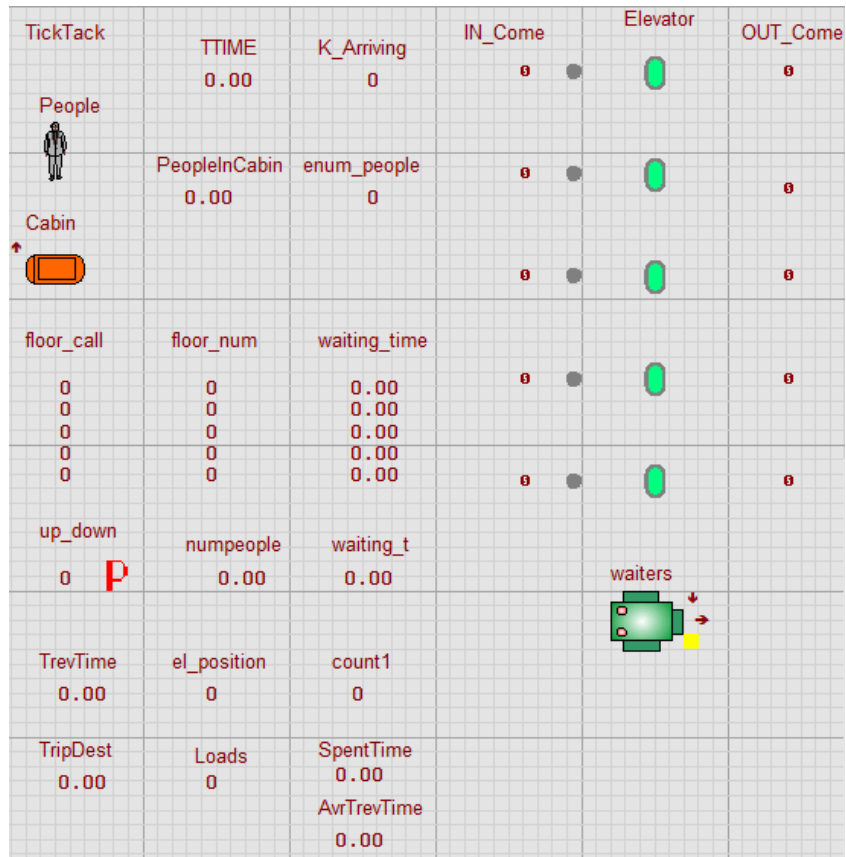 TickTack
TTIME
K_Arriving
IN_Come
Elevator
OUT_Come
0.00
0
People
PeopleInCabin
enum_people
0.00
0
Cabin
floor_call
floor_num
waiting_time
0 0 0.00
0 0 0.00
0 0 0.00
0 0 0.00
0 0 0.00
up_down
numpeople
waiting_t
0 P
0.00
0.00
waiters
TrevTime
el_position
count1
0.00
0
0
TripDest
Loads
SpentTime
0.00
0
0.00
AvrTrevTime
0.00